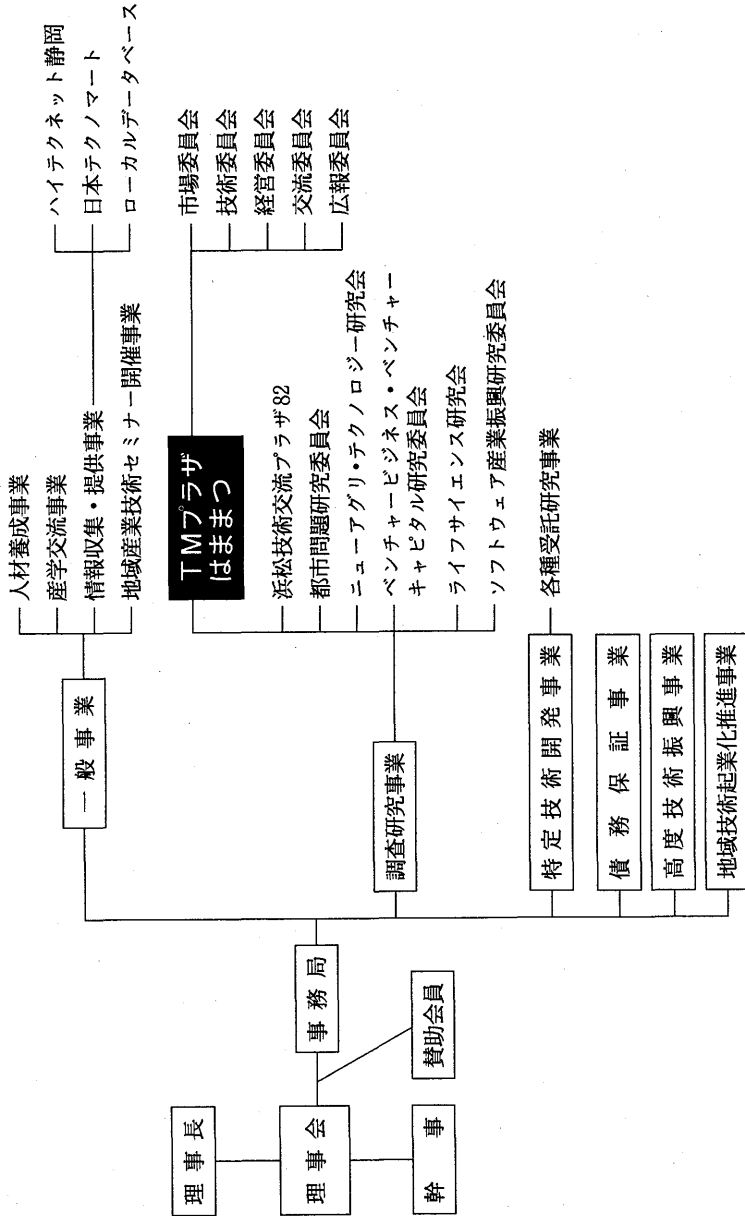 理事長
理事会
幹事
賛助会員
事務局
一般事業
人材養成事業
産学交流事業
情報収集・提供事業
地域産業技術セミナー開催事業
ハイテクネット静岡
日本テクノマート
ローカルデータベース
調査研究事業
TMプラザ
はままつ
市場委員会
技術委員会
経営委員会
交流委員会
広報委員会
浜松技術交流プラザ82
都市問題研究委員会
ニューアグリ・テクノロジー研究会
ベンチャービジネス・ベンチャー
キャピタル研究委員会
ライフサイエンス研究会
ソフトウェア産業振興研究委員会
特定技術開発事業
各種受託研究事業
債務保証事業
高度技術振興事業
地域技術起業化推進事業